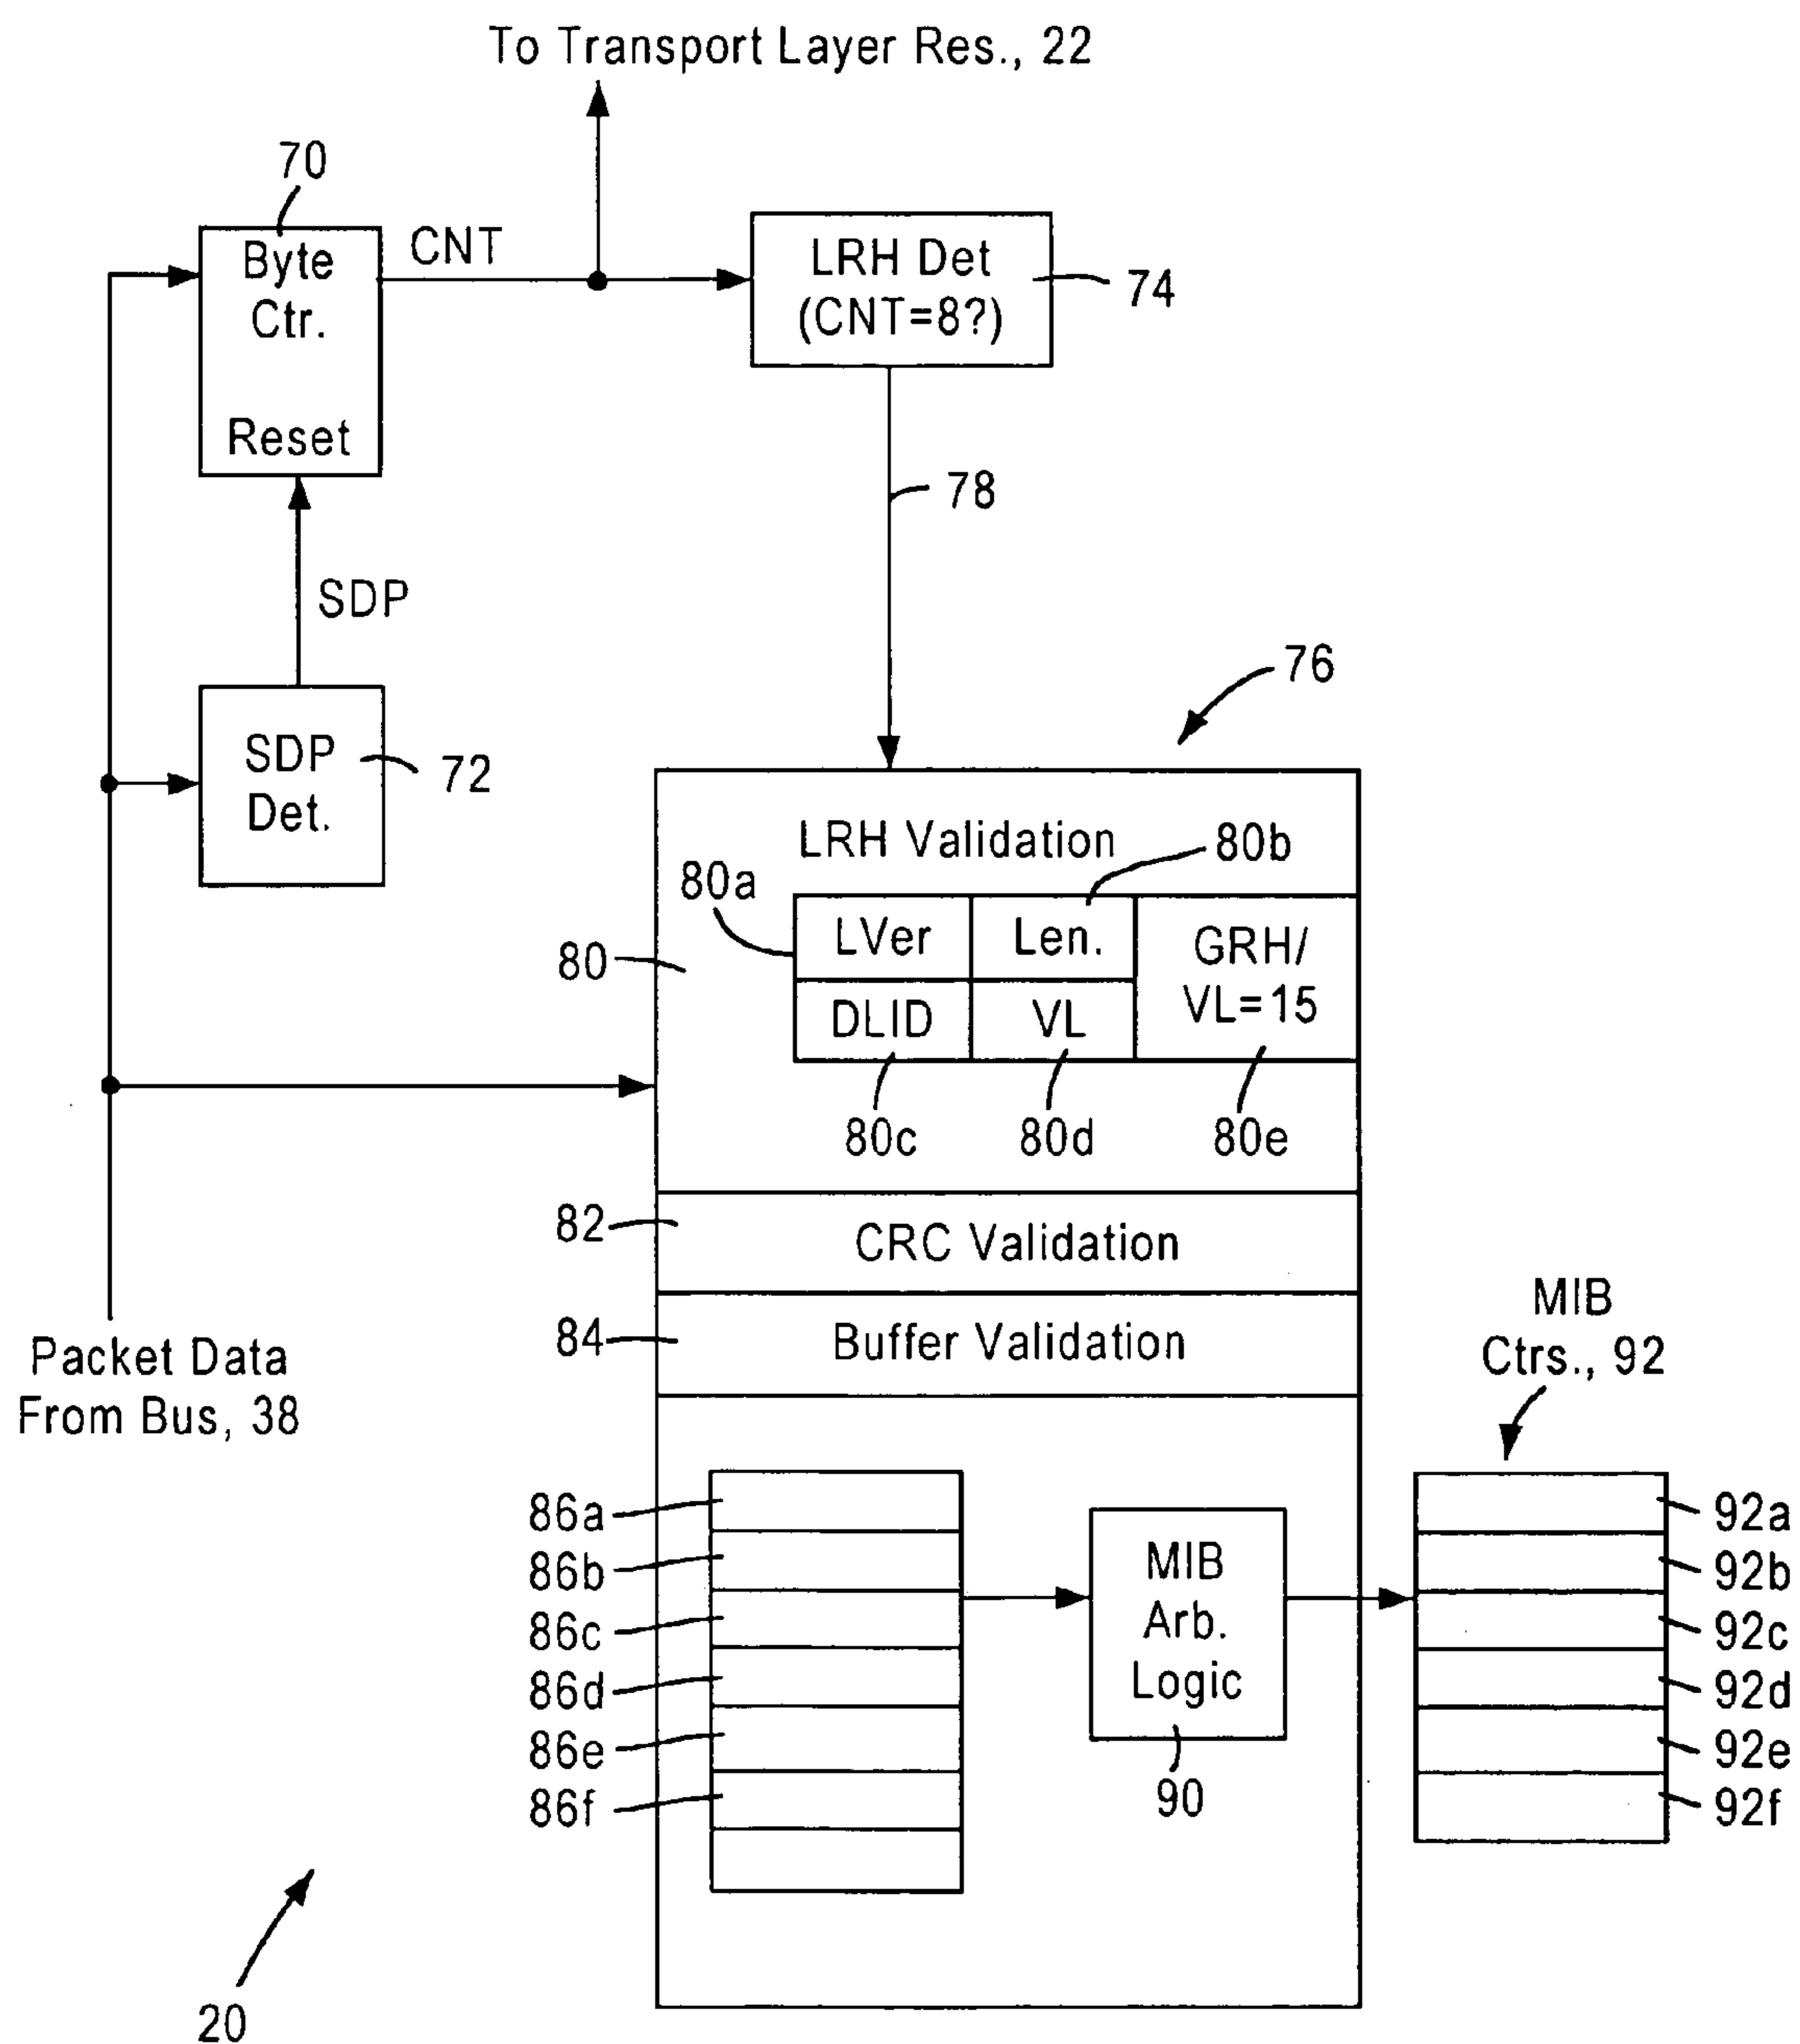 To Transport Layer Res., 22
70
Byte
Ctr.
Reset
CNT
LRH Det
(CNT=8?)
74
78
SDP
SDP
Det.
72
76
LRH Validation
80a
80b
80
LVer
Len.
GRH/
VL=15
DLID
VL
80c
80d
80e
82
CRC Validation
84
Buffer Validation
Packet Data
From Bus, 38
MIB
Ctrs., 92
86a
86b
86c
86d
86e
86f
MIB
Arb.
Logic
90
92a
92b
92c
92d
92e
92f
20